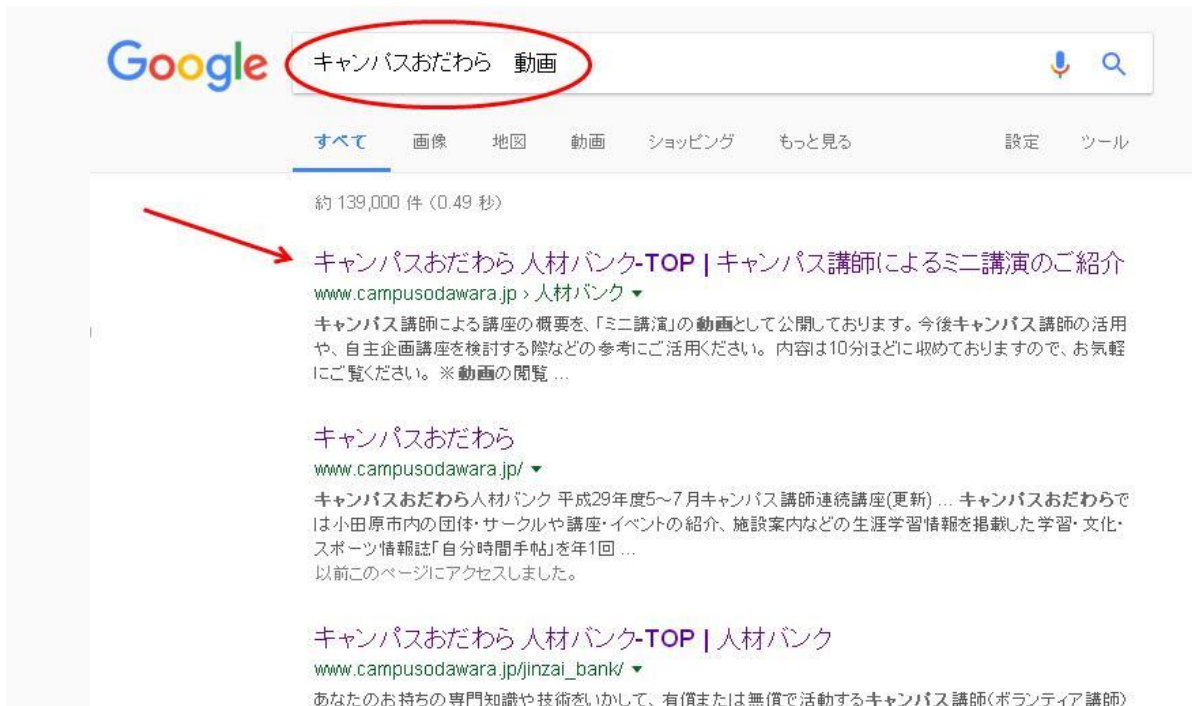 Google
キャンパスおだわら　動画
すべて 画像 地図 動画 ショッピング もっと見る 設定 ツール
約 139,000 件 (0.49 秒)
キャンパスおだわら 人材バンク-TOP | キャンパス講師によるミニ講演のご紹介
www.campusodawara.jp › 人材バンク ▼
キャンパス講師による講座の概要を、「ミニ講演」の動画として公開しております。今後キャンパス講師の活用
や、自主企画講座を検討する際などの参考にご活用ください。内容は10分ほどに収めておりますので、お気軽
にご覧ください。※動画の閲覧 ...
キャンパスおだわら
www.campusodawara.jp/ ▼
キャンパスおだわら人材バンク 平成29年度5～7月キャンパス講師連続講座(更新) ... キャンパスおだわらで
は小田原市内の団体・サークルや講座・イベントの紹介、施設案内などの生涯学習情報を掲載した学習・文化・
スポーツ情報誌「自分時間手帖」を年1回 ...
以前このページにアクセスしました。
キャンパスおだわら 人材バンク-TOP | 人材バンク
www.campusodawara.jp/jinzai_bank/ ▼
あなたのお持ちの専門知識や技術をいかして、有償または無償で活動するキャンパス講師(ボランティア講師)